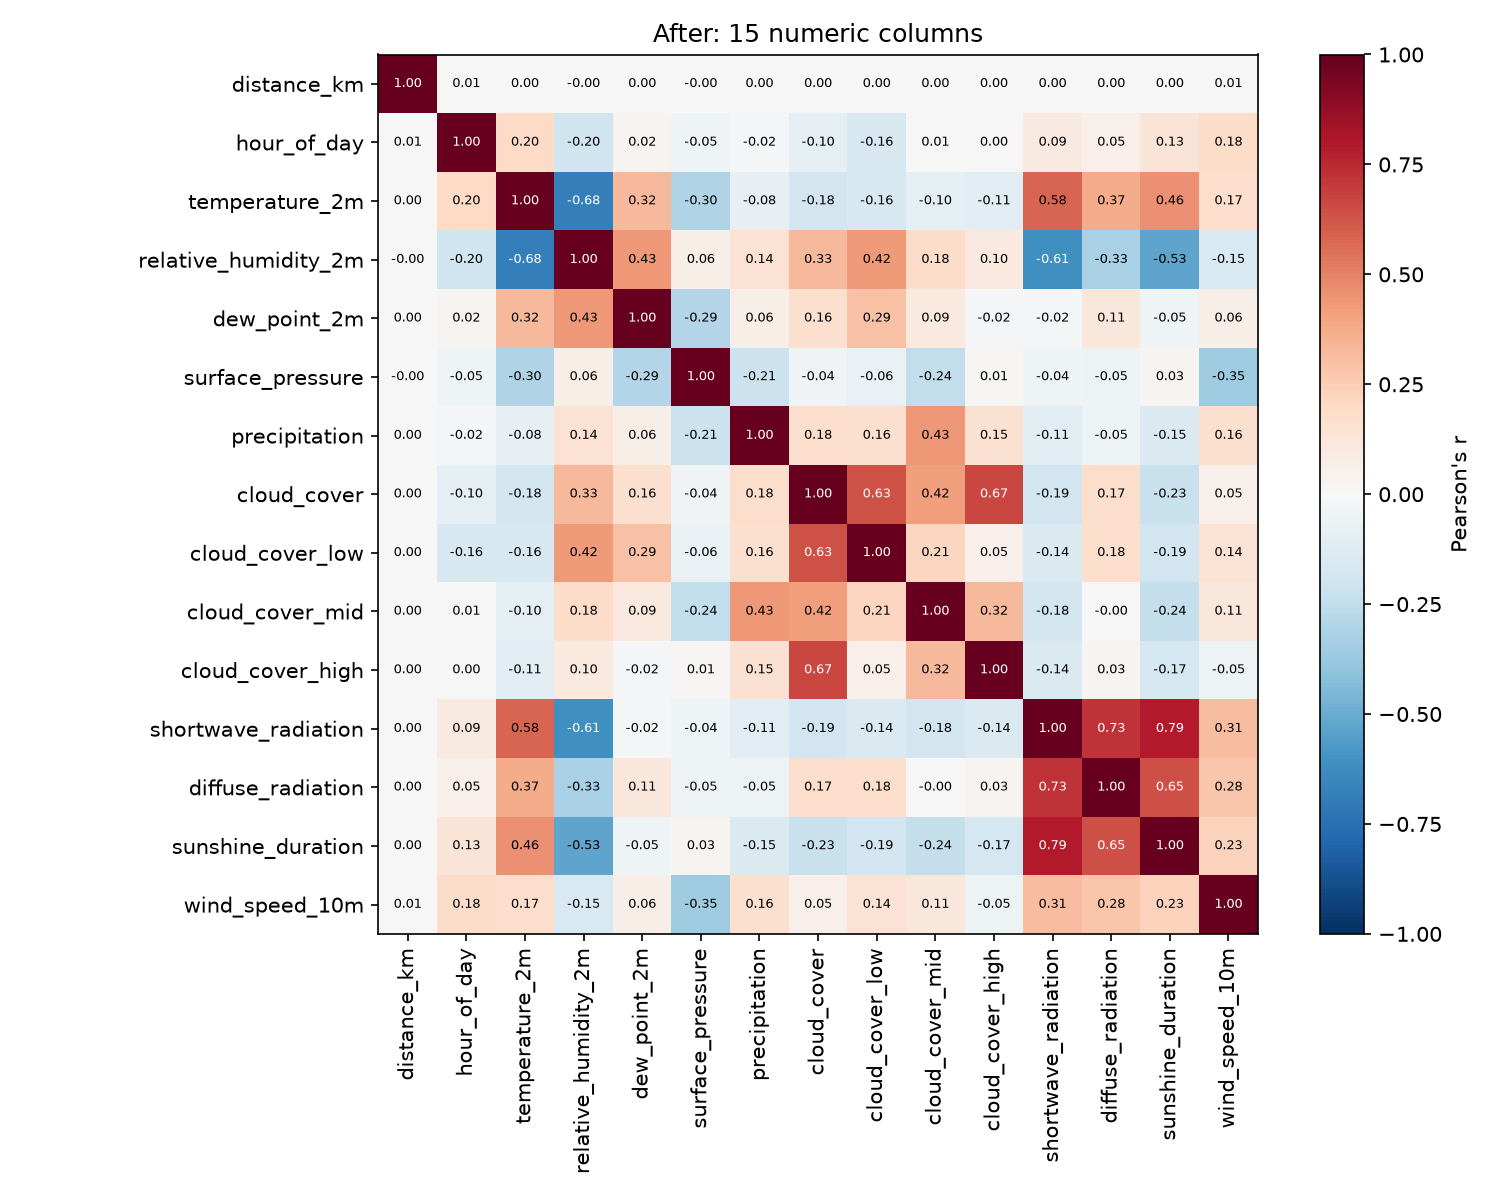 After: 15 numeric columns
distance_km 1.00 0.01 0.00 -0.00 0.00 -0.00 0.00 0.00 0.00 0.00 0.00 0.00 0.00 0.00 0.01
hour_of_day 0.01 1.00 0.20 -0.20 0.02 -0.05 -0.02 -0.10 -0.16 0.01 0.00 0.09 0.05 0.13 0.18
temperature_2m 0.00 0.20 1.00 -0.68 0.32 -0.30 -0.08 -0.18 -0.16 -0.10 -0.11 0.58 0.37 0.46 0.17
relative_humidity_2m -0.00 -0.20 -0.68 1.00 0.43 0.06 0.14 0.33 0.42 0.18 0.10 -0.61 -0.33 -0.53 -0.15
dew_point_2m 0.00 0.02 0.32 0.43 1.00 -0.29 0.06 0.16 0.29 0.09 -0.02 -0.02 0.11 -0.05 0.06
surface_pressure -0.00 -0.05 -0.30 0.06 -0.29 1.00 -0.21 -0.04 -0.06 -0.24 0.01 -0.04 -0.05 0.03 -0.35
precipitation 0.00 -0.02 -0.08 0.14 0.06 -0.21 1.00 0.18 0.16 0.43 0.15 -0.11 -0.05 -0.15 0.16
cloud_cover 0.00 -0.10 -0.18 0.33 0.16 -0.04 0.18 1.00 0.63 0.42 0.67 -0.19 0.17 -0.23 0.05
cloud_cover_low 0.00 -0.16 -0.16 0.42 0.29 -0.06 0.16 0.63 1.00 0.21 0.05 -0.14 0.18 -0.19 0.14
cloud_cover_mid 0.00 0.01 -0.10 0.18 0.09 -0.24 0.43 0.42 0.21 1.00 0.32 -0.18 -0.00 -0.24 0.11
cloud_cover_high 0.00 0.00 -0.11 0.10 -0.02 0.01 0.15 0.67 0.05 0.32 1.00 -0.14 0.03 -0.17 -0.05
shortwave_radiation 0.00 0.09 0.58 -0.61 -0.02 -0.04 -0.11 -0.19 -0.14 -0.18 -0.14 1.00 0.73 0.79 0.31
diffuse_radiation 0.00 0.05 0.37 -0.33 0.11 -0.05 -0.05 0.17 0.18 -0.00 0.03 0.73 1.00 0.65 0.28
sunshine_duration 0.00 0.13 0.46 -0.53 -0.05 0.03 -0.15 -0.23 -0.19 -0.24 -0.17 0.79 0.65 1.00 0.23
wind_speed_10m 0.01 0.18 0.17 -0.15 0.06 -0.35 0.16 0.05 0.14 0.11 -0.05 0.31 0.28 0.23 1.00
distance_km
hour_of_day
temperature_2m
relative_humidity_2m
dew_point_2m
surface_pressure
precipitation
cloud_cover
cloud_cover_low
cloud_cover_mid
cloud_cover_high
shortwave_radiation
diffuse_radiation
sunshine_duration
wind_speed_10m
1.00
0.75
0.50
0.25
0.00
−0.25
−0.50
−0.75
−1.00
Pearson's r